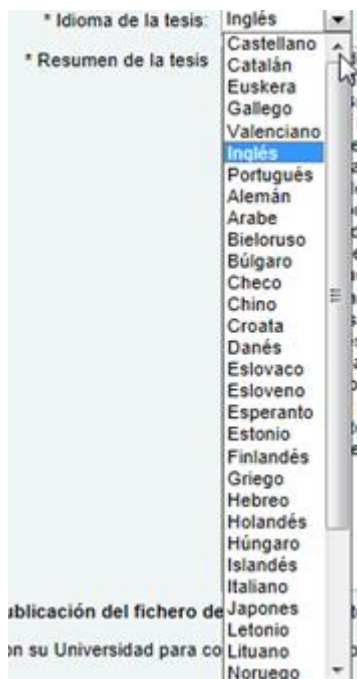 * Idioma de la tesis: Inglés
* Resumen de la tesis
Castellano
Catalán
Euskera
Gallego
Valenciano
Inglés
Portugués
Alemán
Arabe
Bieloruso
Búlgaro
Checo
Chino
Croata
Danés
Eslovaco
Esloveno
Esperanto
Estonio
Finlandés
Griego
Hebreo
Holandés
Húngaro
Islandés
Italiano
ublicación del fichero de Japones
Letonio
on su Universidad para co Lituano
Noruego